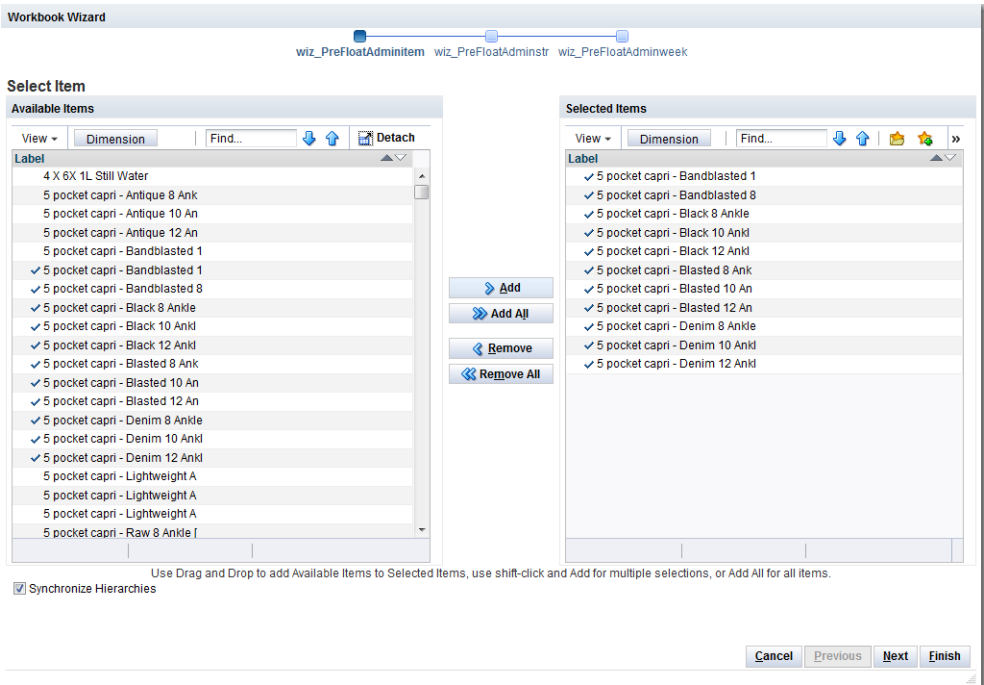 Workbook Wizard
wiz_PreFloatAdminitem wiz_PreFloatAdminstr wiz_PreFloatAdminweek
Select Item
Available Items
View Dimension Find... Detach
Label
4 X 6X 1L Still Water
5 pocket capri - Antique 8 Ank
5 pocket capri - Antique 10 An
5 pocket capri - Antique 12 An
5 pocket capri - Bandblasted 1
5 pocket capri - Bandblasted 1
5 pocket capri - Bandblasted 8
5 pocket capri - Black 8 Ankle
5 pocket capri - Black 10 Ankl
5 pocket capri - Black 12 Ankl
5 pocket capri - Blasted 8 Ank
5 pocket capri - Blasted 10 An
5 pocket capri - Blasted 12 An
5 pocket capri - Denim 8 Ankle
5 pocket capri - Denim 10 Ankl
5 pocket capri - Denim 12 Ankl
5 pocket capri - Lightweight A
5 pocket capri - Lightweight A
5 pocket capri - Lightweight A
5 pocket capri - Raw 8 Ankle [
Add
Add All
Remove
Remove All
Selected Items
View Dimension Find... »
Label
5 pocket capri - Bandblasted 1
5 pocket capri - Bandblasted 8
5 pocket capri - Black 8 Ankle
5 pocket capri - Black 10 Ankl
5 pocket capri - Black 12 Ankl
5 pocket capri - Blasted 8 Ank
5 pocket capri - Blasted 10 An
5 pocket capri - Blasted 12 An
5 pocket capri - Denim 8 Ankle
5 pocket capri - Denim 10 Ankl
5 pocket capri - Denim 12 Ankl
Use Drag and Drop to add Available Items to Selected Items, use shift-click and Add for multiple selections, or Add All for all items.
Synchronize Hierarchies
Cancel Previous Next Finish